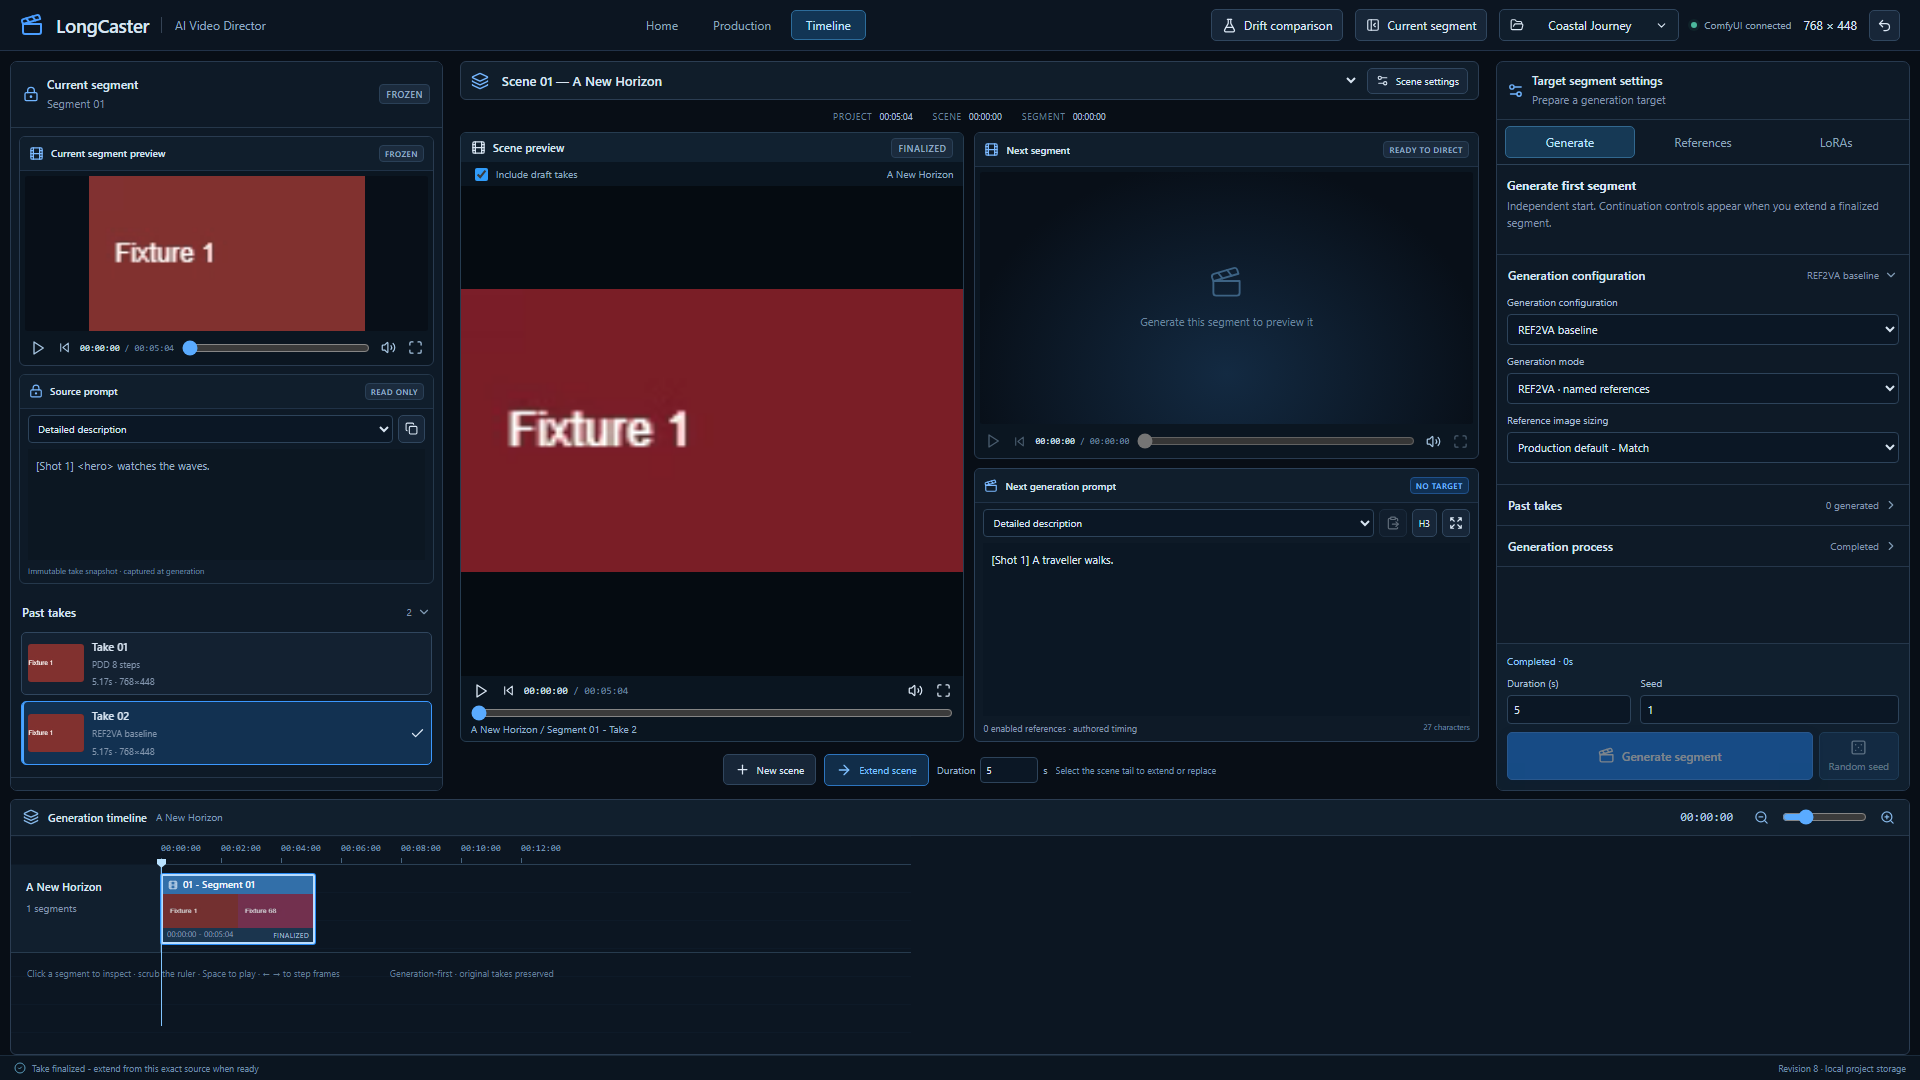 LongCaster
AI Video Director
Home
Production
Timeline
Drift comparison
Current segment
Coastal Journey
ComfyUI connected
768 × 448
Current segment
Segment 01
FROZEN
Current segment preview
FROZEN
Fixture 1
00:00:00 / 00:05:04
Source prompt
READ ONLY
Detailed description
[Shot 1] <hero> watches the waves.
Immutable take snapshot · captured at generation
Past takes
2
Fixture 1
Take 01
PDD 8 steps
5.17s · 768×448
Fixture 1
Take 02
REF2VA baseline
5.17s · 768×448
Scene 01 — A New Horizon
Scene settings
PROJECT 00:05:04
SCENE 00:00:00
SEGMENT 00:00:00
Scene preview
FINALIZED
Include draft takes
A New Horizon
Fixture 1
00:00:00 / 00:05:04
A New Horizon / Segment 01 - Take 2
Next segment
READY TO DIRECT
Generate this segment to preview it
00:00:00 / 00:00:00
Next generation prompt
NO TARGET
Detailed description
H3
[Shot 1] A traveller walks.
0 enabled references · authored timing
27 characters
New scene
Extend scene
Duration 5 s
Select the scene tail to extend or replace
Target segment settings
Prepare a generation target
Generate
References
LoRAs
Generate first segment
Independent start. Continuation controls appear when you extend a finalized
segment.
Generation configuration
REF2VA baseline
Generation configuration
REF2VA baseline
Generation mode
REF2VA · named references
Reference image sizing
Production default - Match
Past takes
0 generated
Generation process
Completed
Completed · 0s
Duration (s)
Seed
5
1
Generate segment
Random seed
Generation timeline
A New Horizon
00:00:00
00:00:00
00:02:00
00:04:00
00:06:00
00:08:00
00:10:00
00:12:00
A New Horizon
1 segments
01 - Segment 01
Fixture 1
Fixture 66
00:00:00 - 00:05:04
FINALIZED
Click a segment to inspect · scrub the ruler · Space to play · ← → to step frames
Generation-first · original takes preserved
Take finalized - extend from this exact source when ready
Revision 8 · local project storage